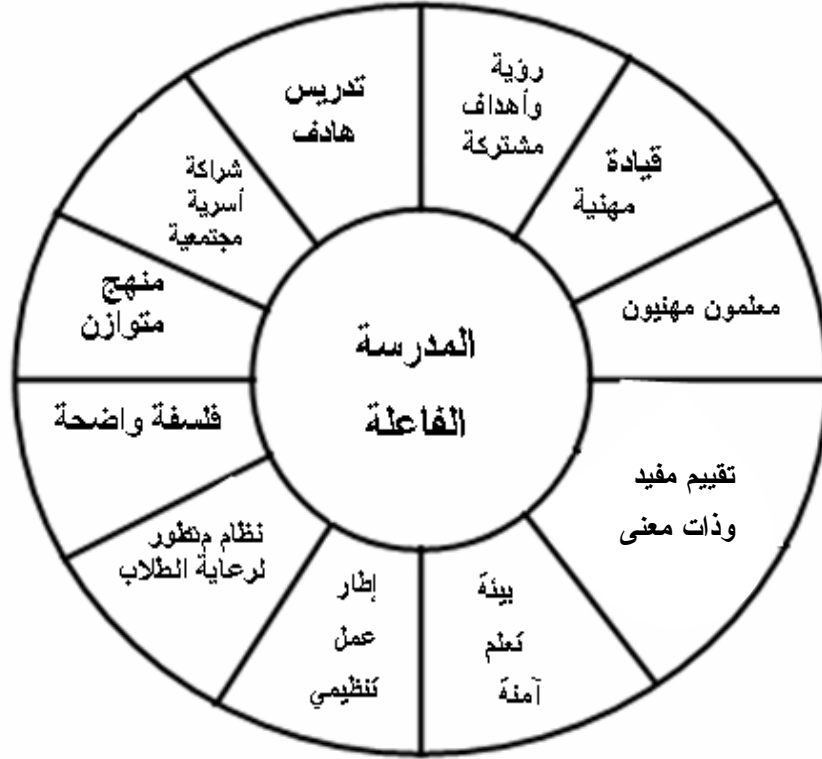 المدرسة
الفاعلة
رؤية
وأهداف
مشتركة
قيادة
مهنية
معلمون مهنيون
تقييم مفيد
وذات معنى
بيئة
تعلم
آمنة
إطار
عمل
تنظيمي
نظام متطور
لرعاية الطلاب
فلسفة واضحة
منهج
متوازن
شراكة
أسرية
مجتمعية
تدريس
هادف